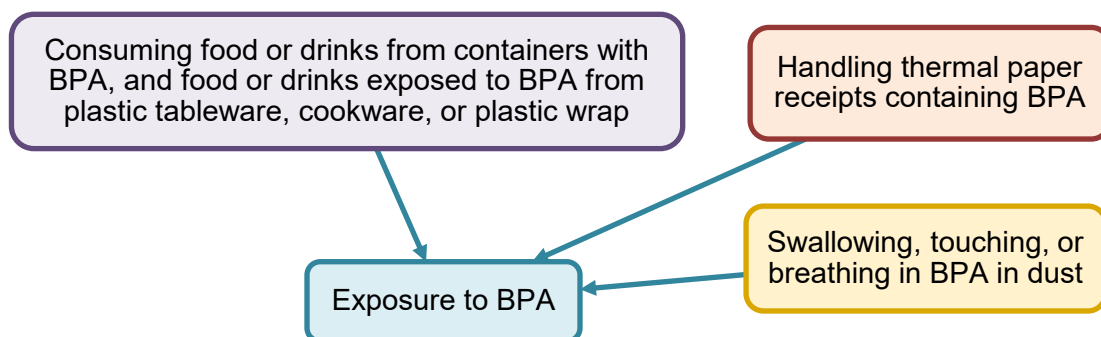 Consuming food or drinks from containers with
BPA, and food or drinks exposed to BPA from
plastic tableware, cookware, or plastic wrap
Handling thermal paper
receipts containing BPA
Swallowing, touching, or
breathing in BPA in dust
Exposure to BPA